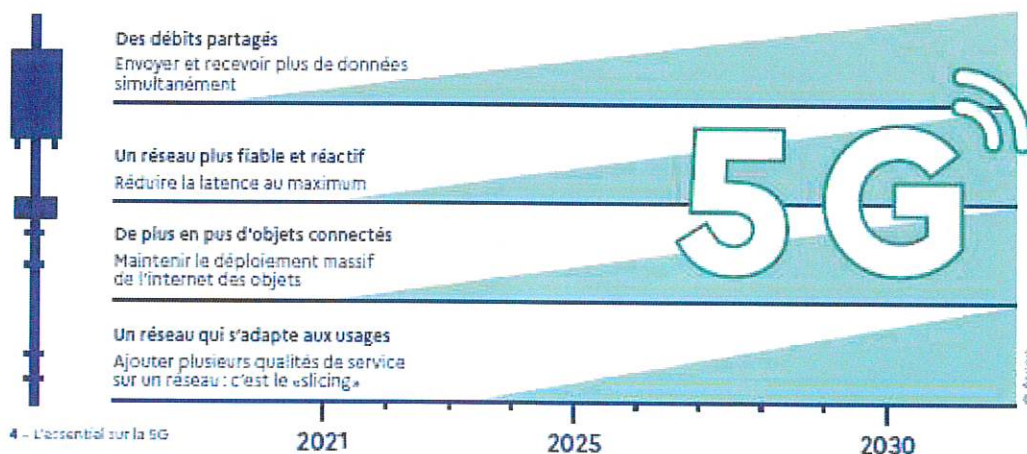 Des débits partagés
Envoyer et recevoir plus de données
simultanément
Un réseau plus fiable et réactif
Réduire la latence au maximum
5G
De plus en pus d'objets connectés
Maintenir le déploiement massif
de l'internet des objets
Un réseau qui s'adapte aux usages
Ajouter plusieurs qualités de service
sur un réseau : c'est le «slicing»
4 – L'essentiel sur la 5G
2021 2025 2030